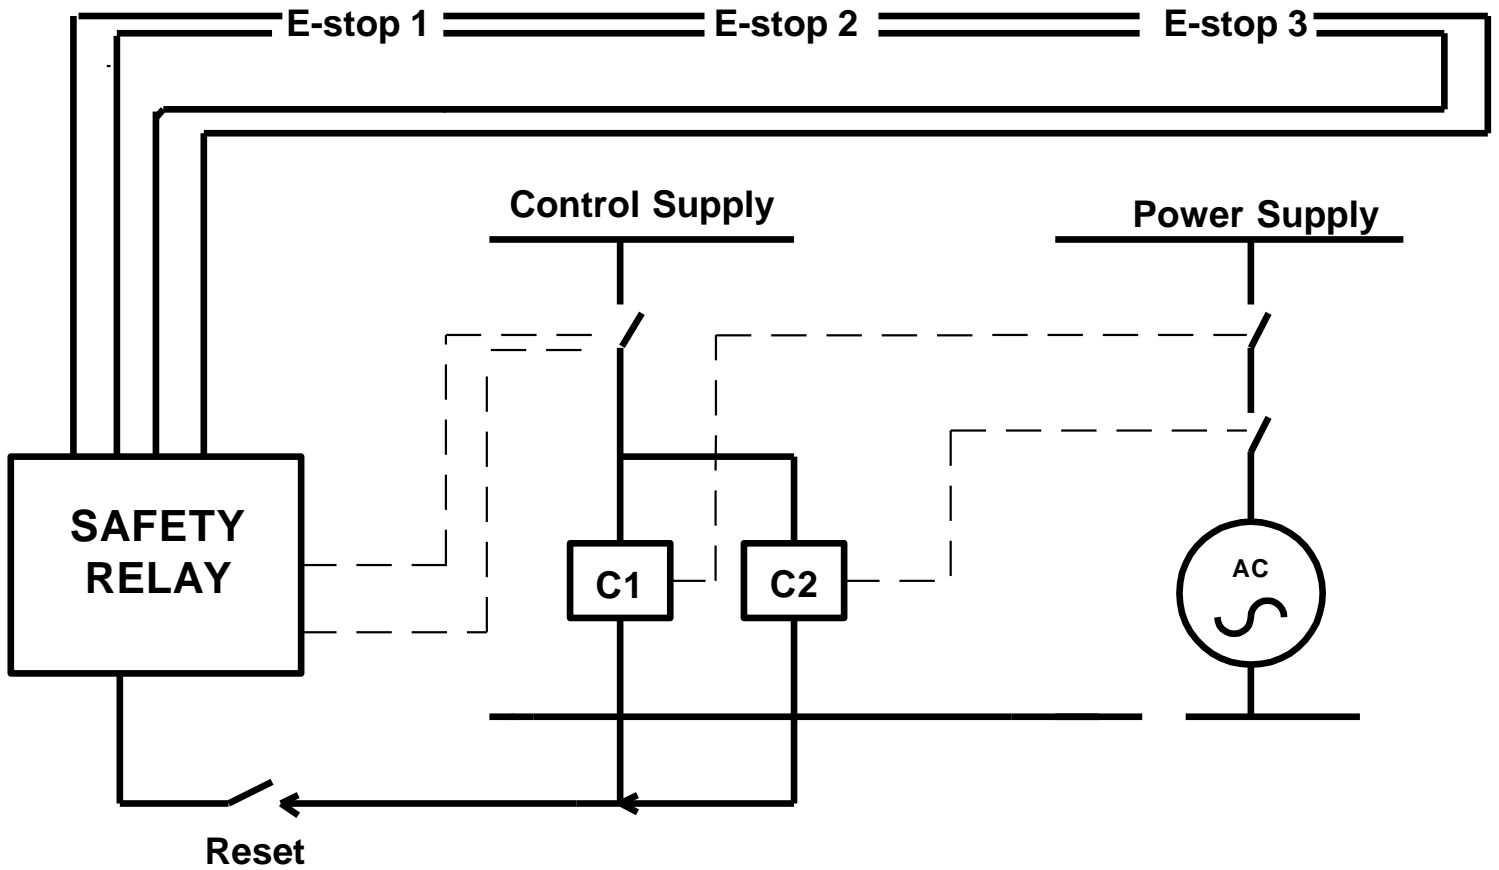 E-stop 1 E-stop 2 E-stop 3
Control Supply
Power Supply
SAFETY
RELAY
C1
C2
AC
Reset